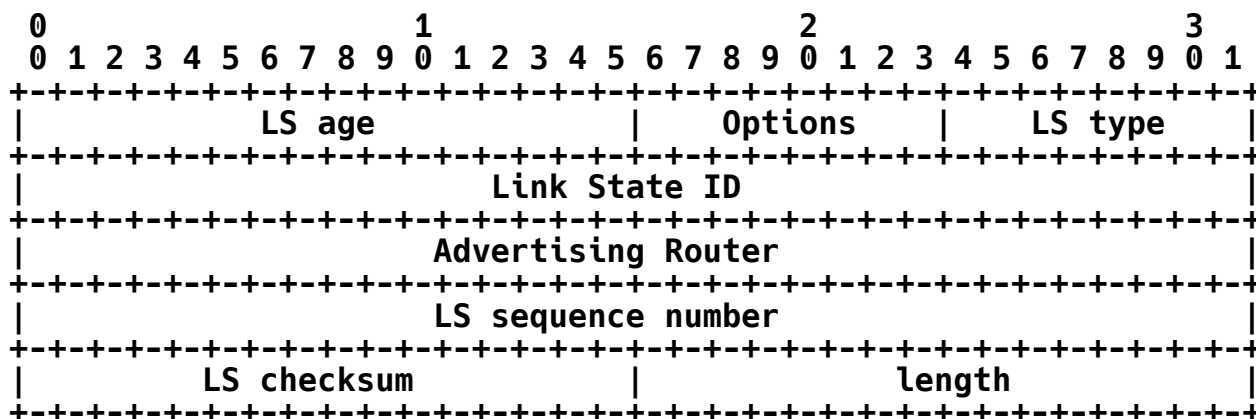 0                   1                   2                   3
 0 1 2 3 4 5 6 7 8 9 0 1 2 3 4 5 6 7 8 9 0 1 2 3 4 5 6 7 8 9 0 1
+-+-+-+-+-+-+-+-+-+-+-+-+-+-+-+-+-+-+-+-+-+-+-+-+-+-+-+-+-+-+-+-+
|            LS age             |    Options    |    LS type    |
+-+-+-+-+-+-+-+-+-+-+-+-+-+-+-+-+-+-+-+-+-+-+-+-+-+-+-+-+-+-+-+-+
|                        Link State ID                          |
+-+-+-+-+-+-+-+-+-+-+-+-+-+-+-+-+-+-+-+-+-+-+-+-+-+-+-+-+-+-+-+-+
|                     Advertising Router                        |
+-+-+-+-+-+-+-+-+-+-+-+-+-+-+-+-+-+-+-+-+-+-+-+-+-+-+-+-+-+-+-+-+
|                     LS sequence number                        |
+-+-+-+-+-+-+-+-+-+-+-+-+-+-+-+-+-+-+-+-+-+-+-+-+-+-+-+-+-+-+-+-+
|         LS checksum           |             length            |
+-+-+-+-+-+-+-+-+-+-+-+-+-+-+-+-+-+-+-+-+-+-+-+-+-+-+-+-+-+-+-+-+